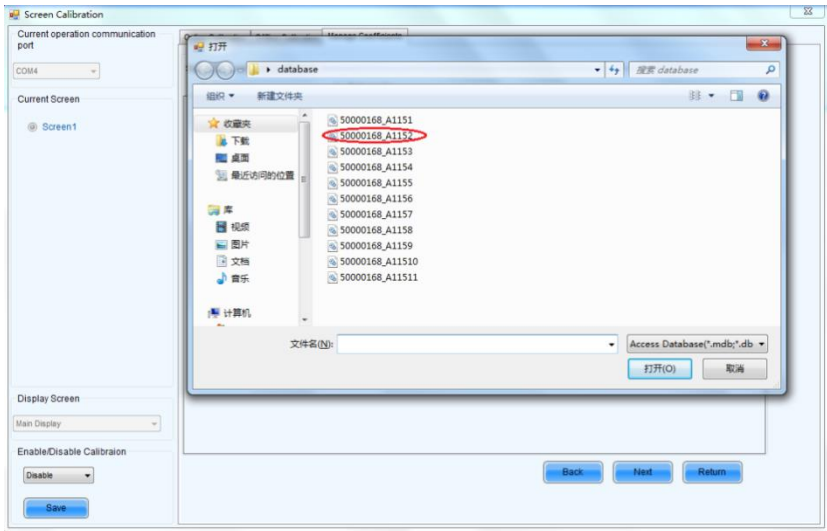 Screen Calibration
Current operation communication
port
COM4
Current Screen
Screen1
Display Screen
Main Display
Enable/Disable Calibraion
Disable
Save
Manage Coefficients
打开
database
搜索 database
组织
新建文件夹
收藏夹
下载
桌面
最近访问的位置
库
视频
图片
文档
音乐
计算机
50000168_A1151
50000168_A1152
50000168_A1153
50000168_A1154
50000168_A1155
50000168_A1156
50000168_A1157
50000168_A1158
50000168_A1159
50000168_A11510
50000168_A11511
文件名(N):
Access Database(*.mdb;*.db
打开(O)
取消
Back
Next
Return